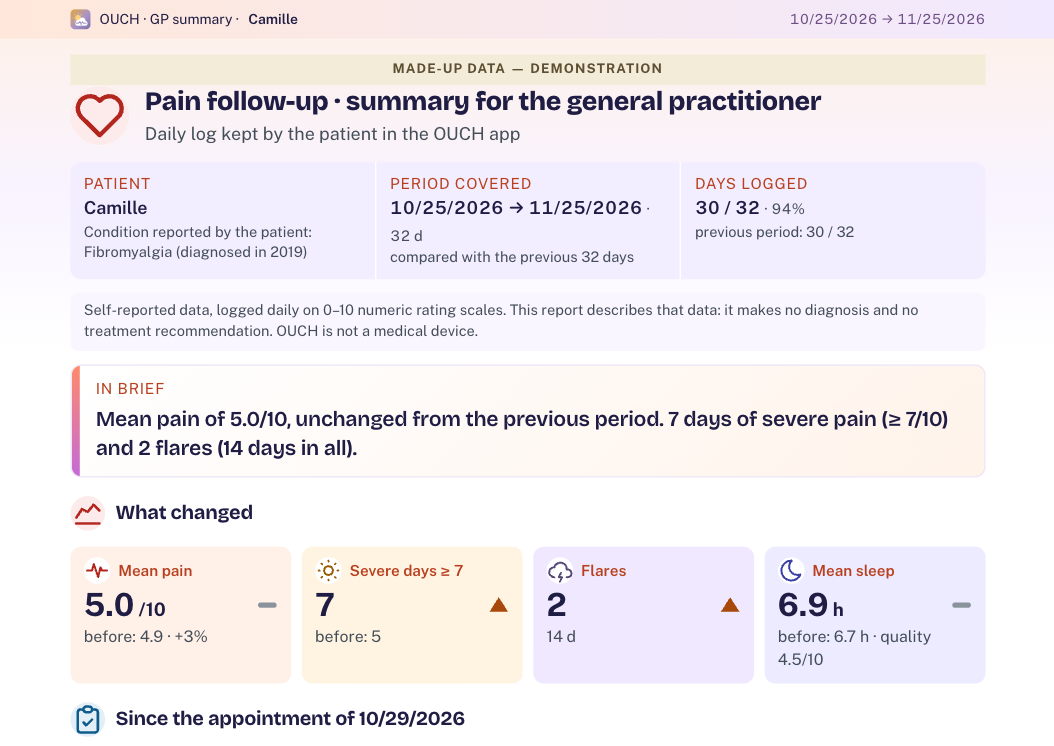 OUCH · GP summary · Camille
10/25/2026 → 11/25/2026
MADE-UP DATA — DEMONSTRATION
Pain follow-up · summary for the general practitioner
Daily log kept by the patient in the OUCH app
PATIENT
Camille
Condition reported by the patient:
Fibromyalgia (diagnosed in 2019)
PERIOD COVERED
10/25/2026 → 11/25/2026 ·
32 d
compared with the previous 32 days
DAYS LOGGED
30 / 32 · 94%
previous period: 30 / 32
Self-reported data, logged daily on 0–10 numeric rating scales. This report describes that data: it makes no diagnosis and no
treatment recommendation. OUCH is not a medical device.
IN BRIEF
Mean pain of 5.0/10, unchanged from the previous period. 7 days of severe pain (≥ 7/10)
and 2 flares (14 days in all).
What changed
Mean pain
5.0 /10
before: 4.9 · +3%
Severe days ≥ 7
7
before: 5
Flares
2
14 d
Mean sleep
6.9 h
before: 6.7 h · quality
4.5/10
Since the appointment of 10/29/2026